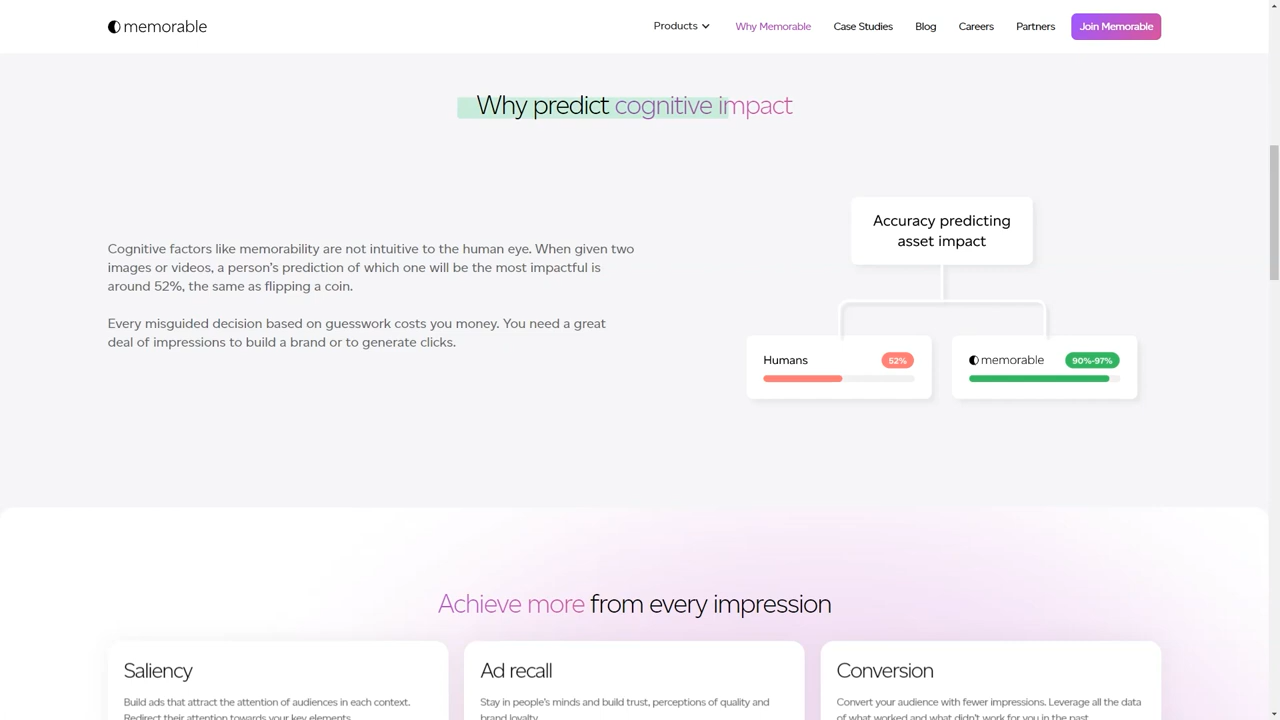 memorable
Products
Why Memorable
Case Studies
Blog
Careers
Partners
Join Memorable
Why predict cognitive impact
Cognitive factors like memorability are not intuitive to the human eye. When given two
images or videos, a person's prediction of which one will be the most impactful is
around 52%, the same as flipping a coin.
Every misguided decision based on guesswork costs you money. You need a great
deal of impressions to build a brand or to generate clicks.
Accuracy predicting
asset impact
Humans
52%
memorable
90%-97%
Achieve more from every impression
Saliency
Build ads that attract the attention of audiences in each context.
Redirect their attention towards your key elements.
Ad recall
Stay in people's minds and build trust, perceptions of quality and
brand loyalty.
Conversion
Convert your audience with fewer impressions. Leverage all the data
of what worked and what didn't work for you in the past.